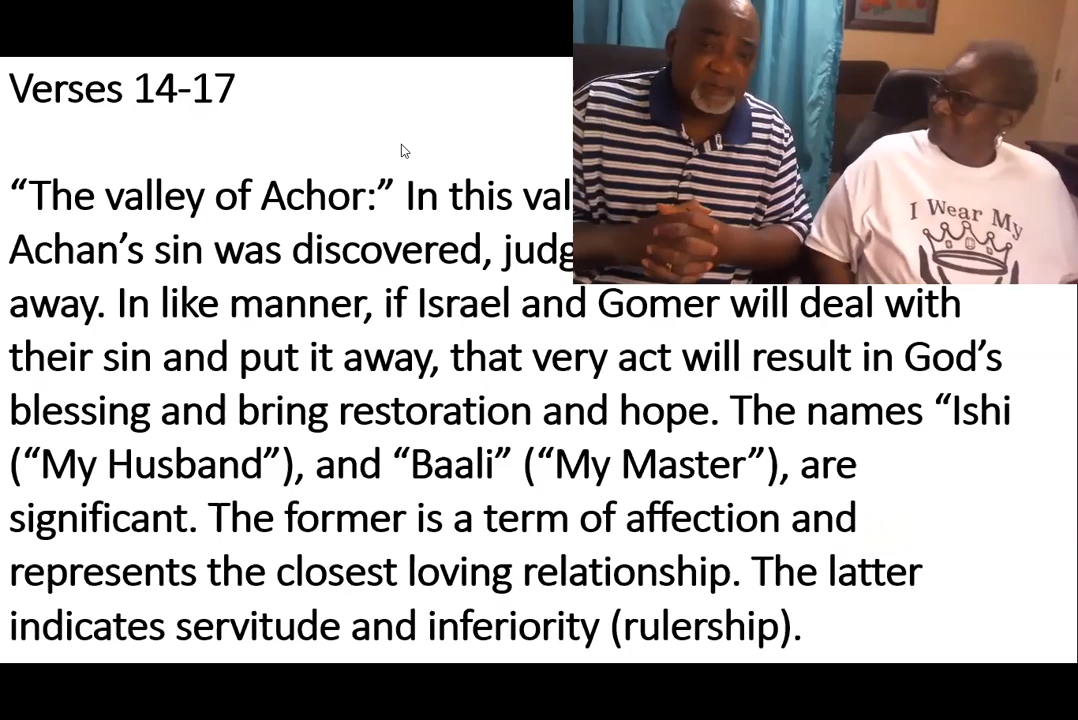 Verses 14-17
“The valley of Achor:” In this
Achan’s sin was discovered,
away. In like manner, if Israel and Gomer will deal with
their sin and put it away, that very act will result in God’s
blessing and bring restoration and hope. The names “Ishi
(“My Husband”), and “Baali” (“My Master”), are
significant. The former is a term of affection and
represents the closest loving relationship. The latter
indicates servitude and inferiority (rulership).
I Wear My